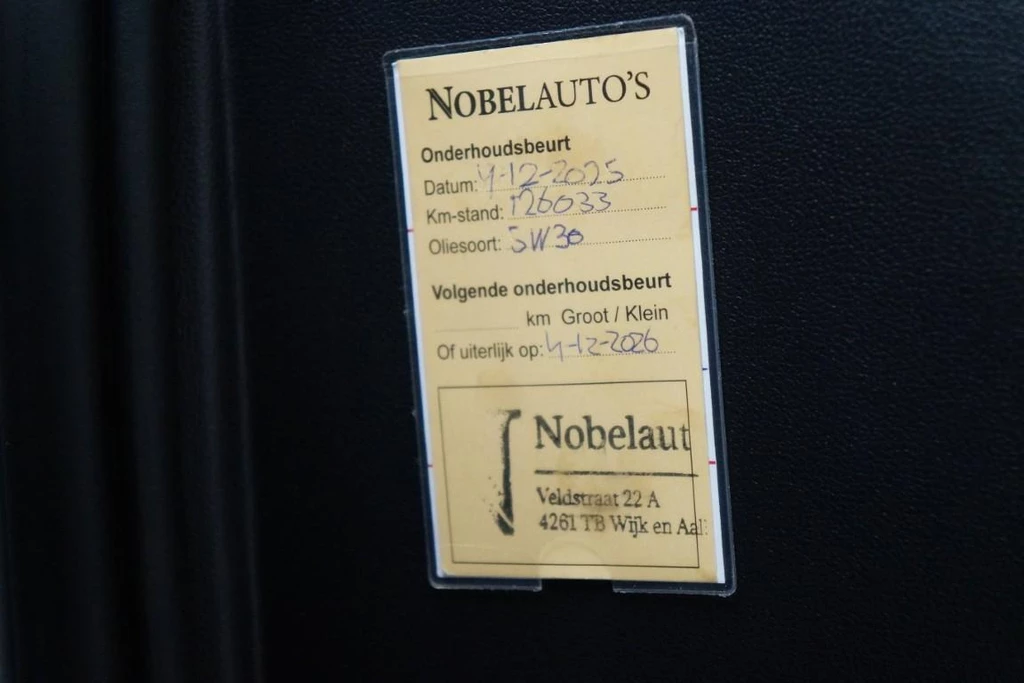 NOBELAUTO'S
Onderhoudsbeurt
Datum: 4-12-2025
Km-stand: 126033
Oliesoort: 5W30
Volgende onderhoudsbeurt
km Groot / Klein
Of uiterlijk op: 4-12-2026
Nobelaut
Veldstraat 22 A
4261 TB Wijk en Aal